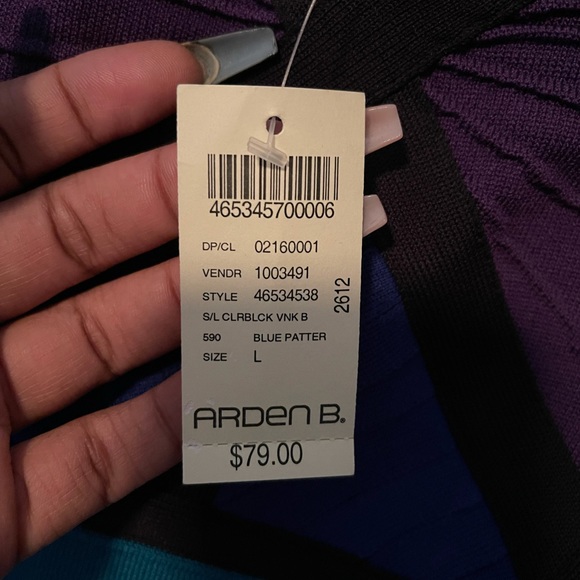 465345700006
DP/CL 02160001
VENDR 1003491
STYLE 46534538
S/L CLRBLCK VNK B
590 BLUE PATTER
SIZE L
2612
ARDEN B.
$79.00